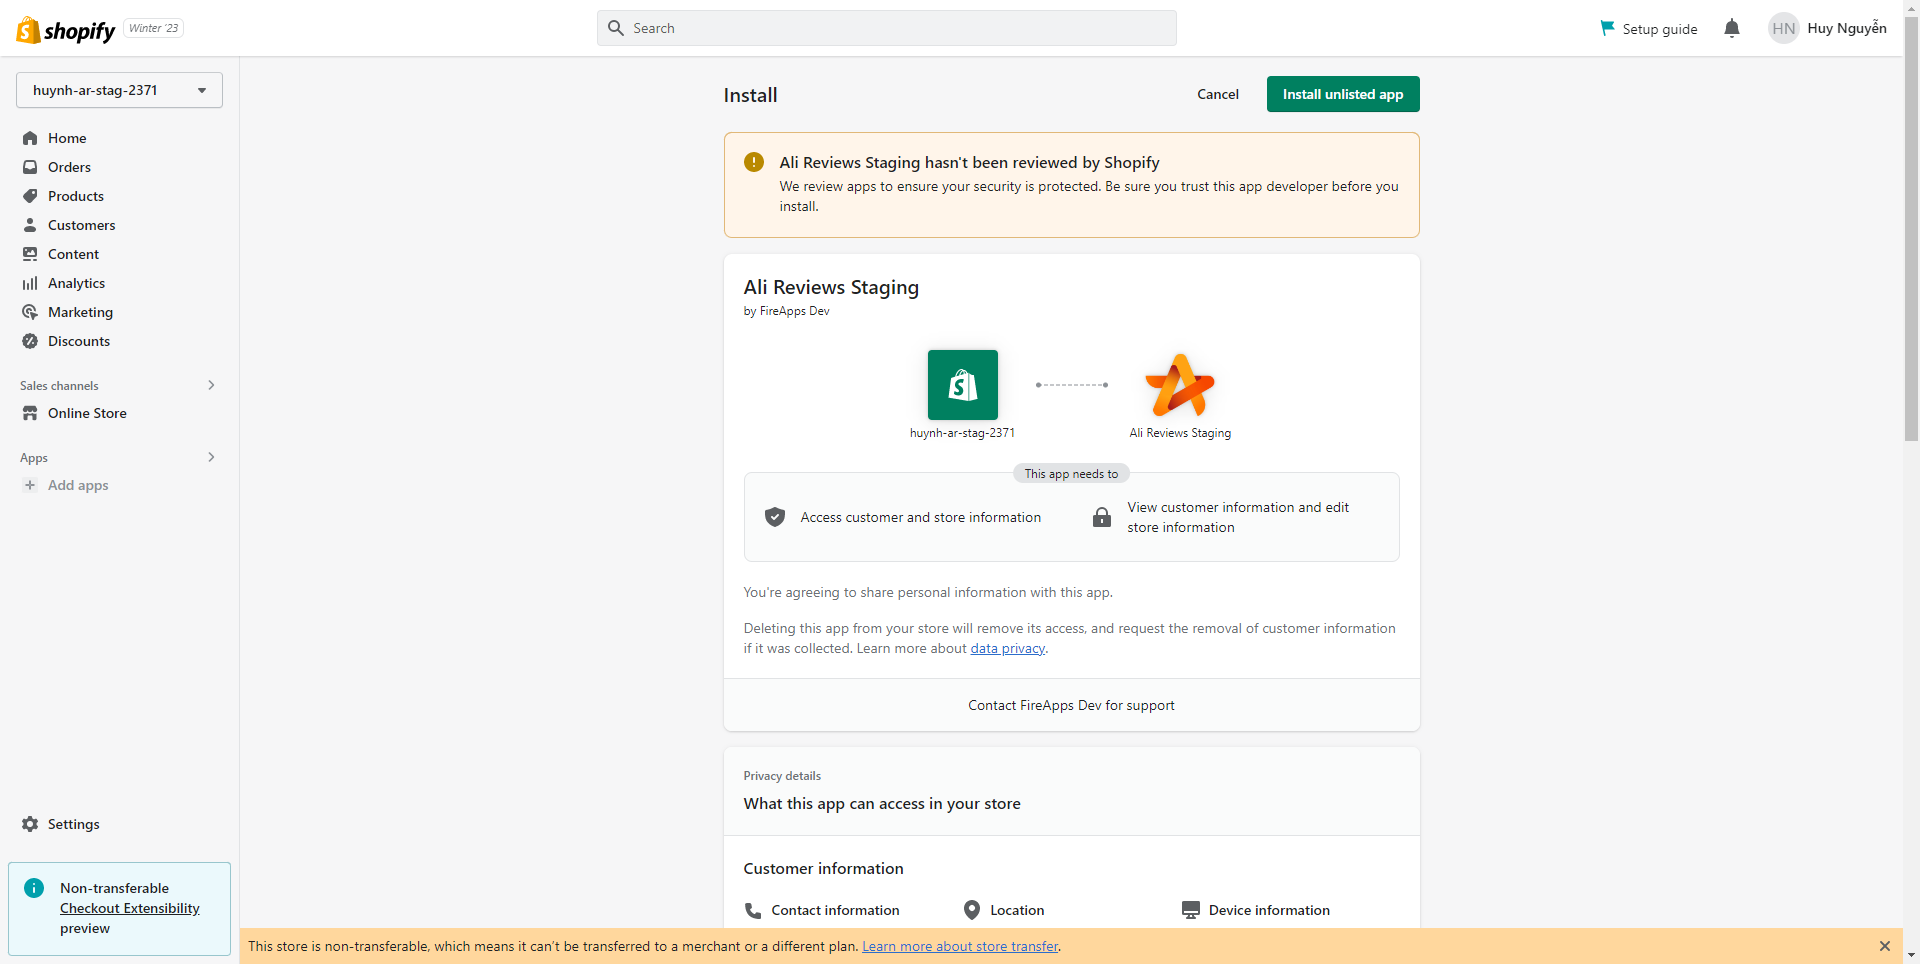 shopify
Winter '23
Search
Setup guide
HN
Huy Nguyễn
huynh-ar-stag-2371
Home
Orders
Products
Customers
Content
Analytics
Marketing
Discounts
Sales channels
Online Store
Apps
Add apps
Settings
Non-transferable
Checkout Extensibility
preview
Install
Cancel
Install unlisted app
Ali Reviews Staging hasn't been reviewed by Shopify
We review apps to ensure your security is protected. Be sure you trust this app developer before you
install.
Ali Reviews Staging
by FireApps Dev
huynh-ar-stag-2371
Ali Reviews Staging
This app needs to
Access customer and store information
View customer information and edit
store information
You're agreeing to share personal information with this app.
Deleting this app from your store will remove its access, and request the removal of customer information
if it was collected. Learn more about data privacy.
Contact FireApps Dev for support
Privacy details
What this app can access in your store
Customer information
Contact information
Location
Device information
This store is non-transferable, which means it can't be transferred to a merchant or a different plan. Learn more about store transfer.